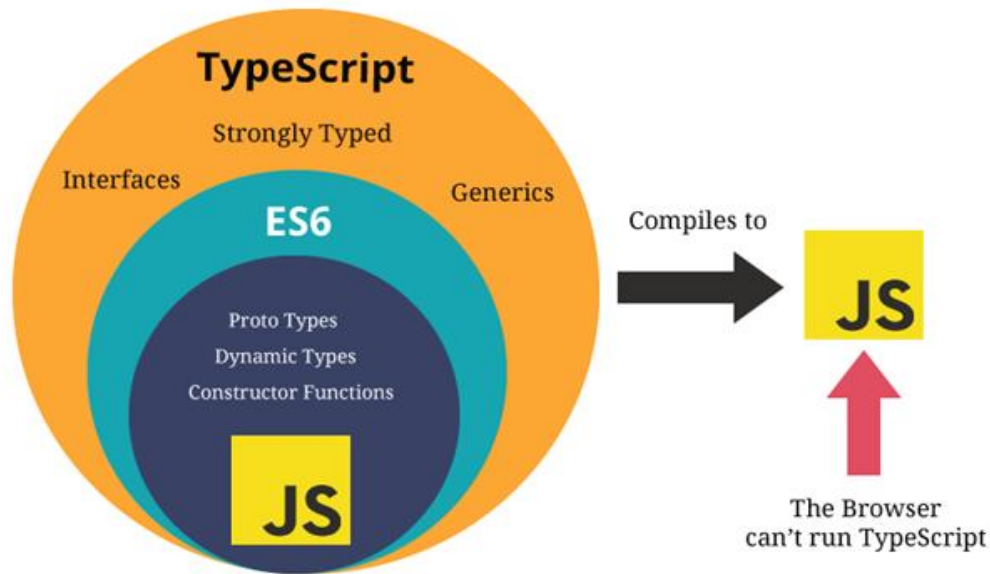 TypeScript
Strongly Typed
Interfaces
Generics
ES6
Proto Types
Dynamic Types
Constructor Functions
JS
Compiles to
JS
The Browser
can't run TypeScript